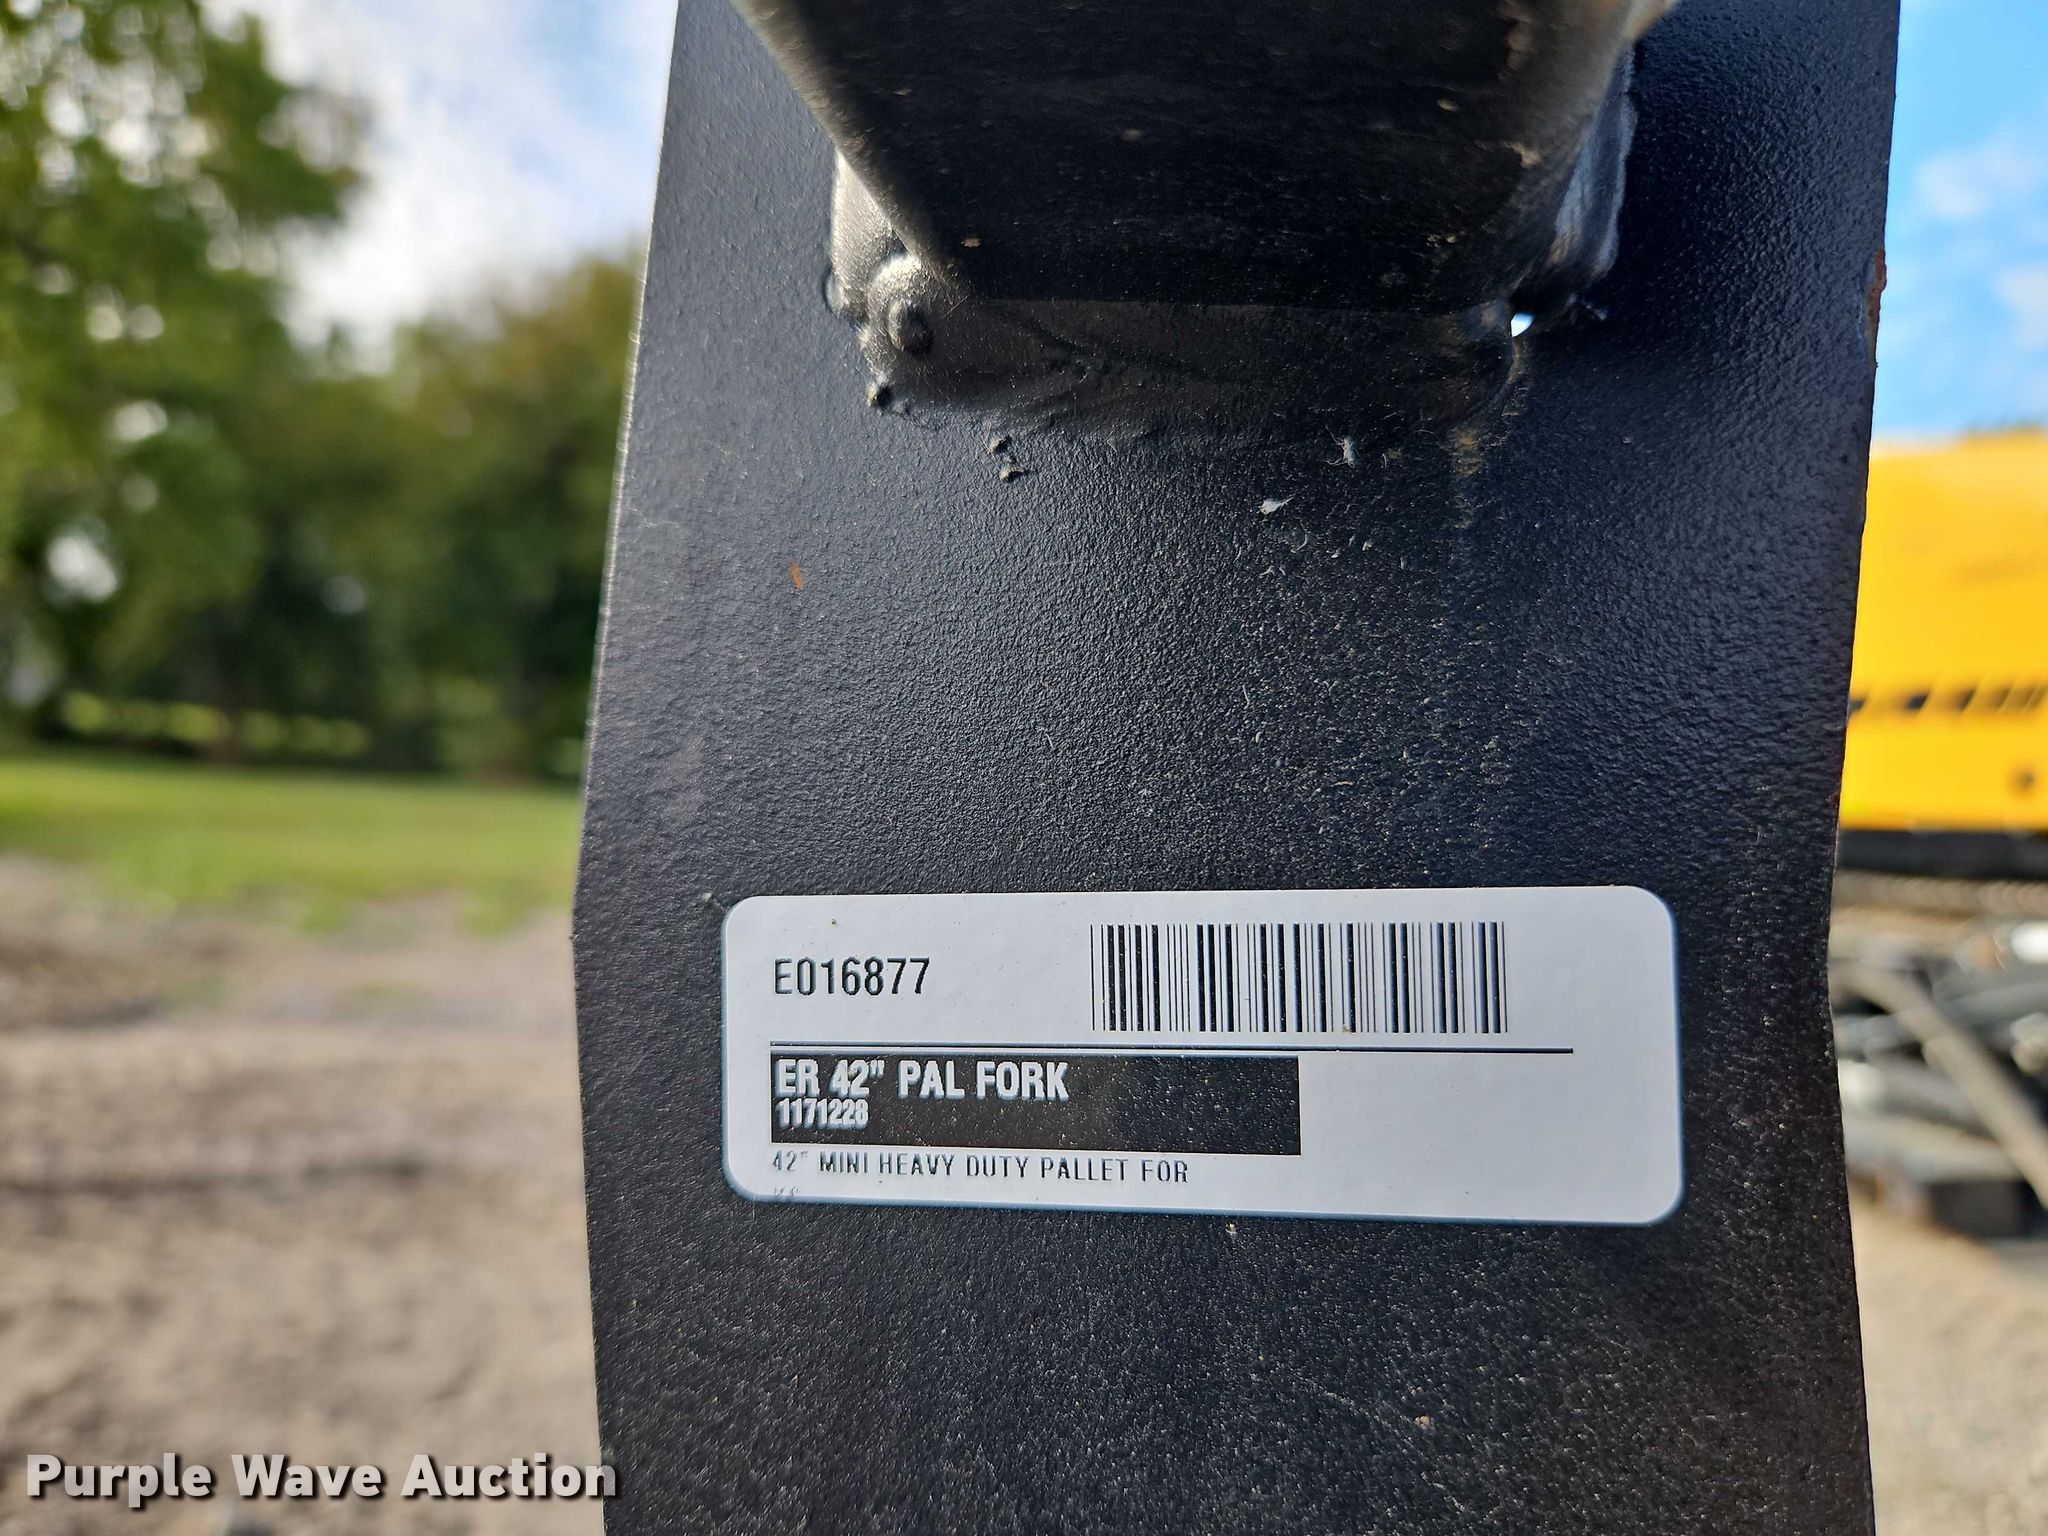 E016877
ER 42" PAL FORK
1171228
42" MINI HEAVY DUTY PALLET FOR
Purple Wave Auction